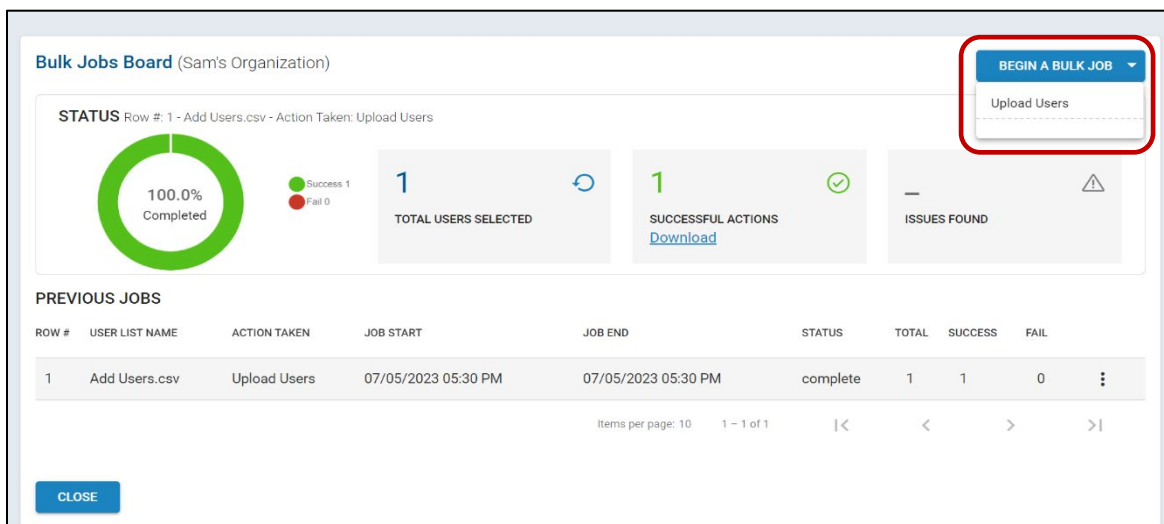 Bulk Jobs Board (Sam's Organization)
BEGIN A BULK JOB
Upload Users
STATUS Row #: 1 - Add Users.csv - Action Taken: Upload Users
100.0%
Completed
Success 1
Fail 0
1
TOTAL USERS SELECTED
1
SUCCESSFUL ACTIONS
Download
_
ISSUES FOUND
PREVIOUS JOBS
ROW # USER LIST NAME ACTION TAKEN JOB START JOB END STATUS TOTAL SUCCESS FAIL
1 Add Users.csv Upload Users 07/05/2023 05:30 PM 07/05/2023 05:30 PM complete 1 1 0
Items per page: 10 1 – 1 of 1
CLOSE